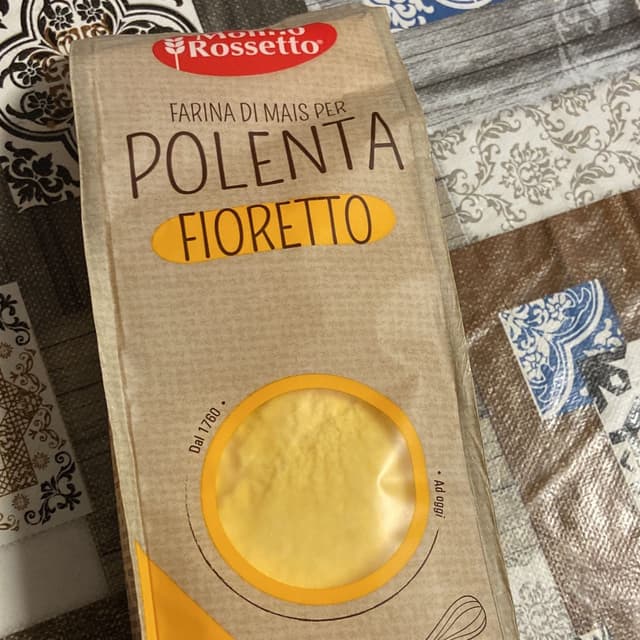 Molino
Rossetto®
FARINA DI MAIS PER
POLENTA
FIORETTO
Dal 1760 •
• Ad oggi